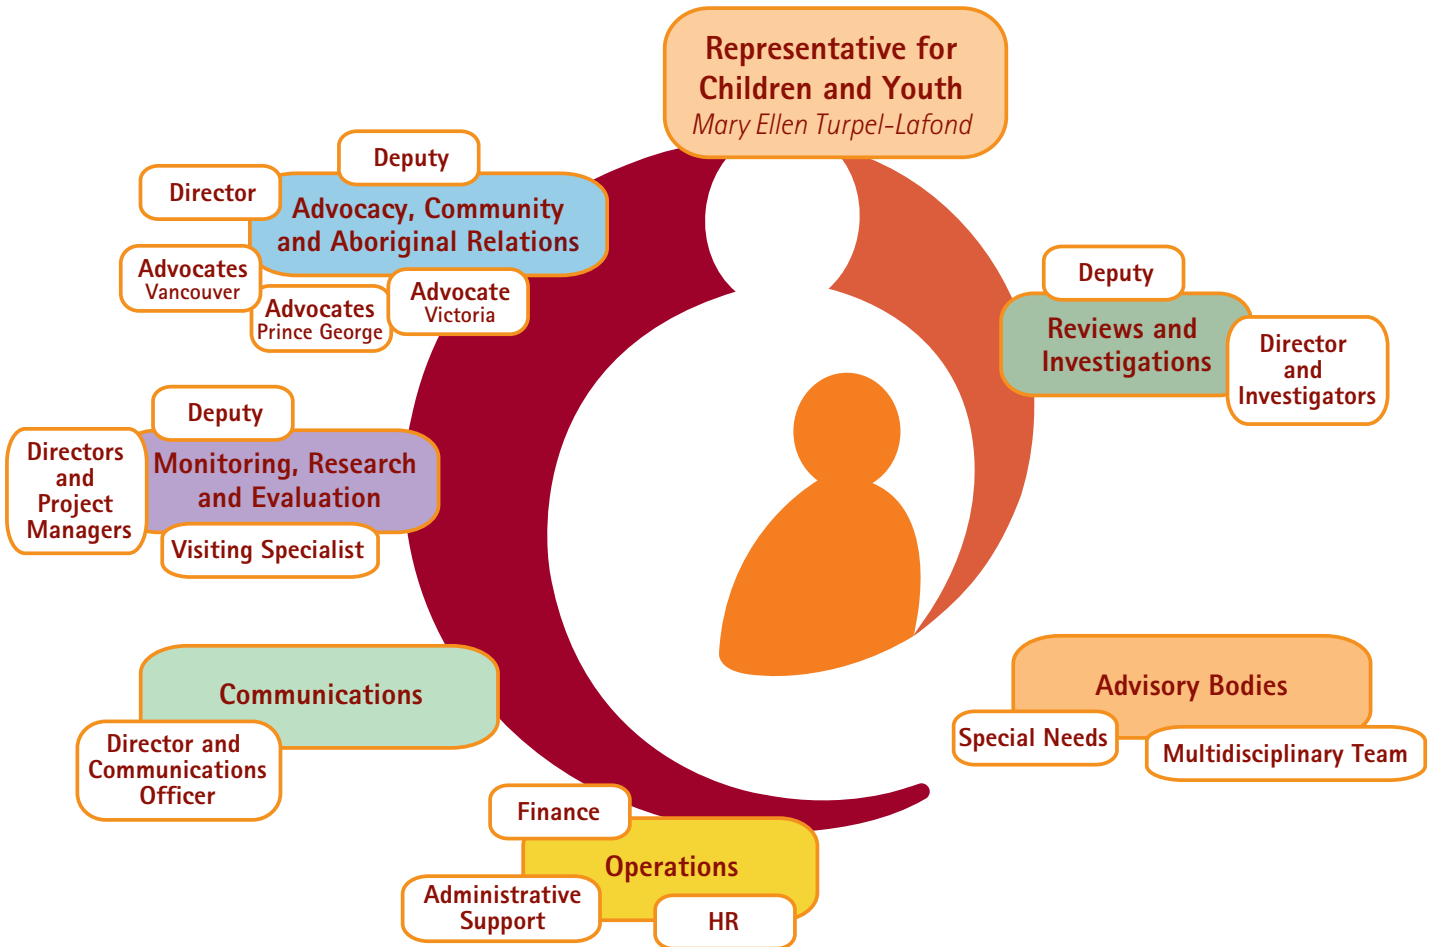 Representative for
Children and Youth
Mary Ellen Turpel-Lafond
Deputy
Director
Advocacy, Community
and Aboriginal Relations
Advocates
Vancouver
Advocates
Prince George
Advocate
Victoria
Deputy
Reviews and
Investigations
Director
and
Investigators
Deputy
Directors
and
Project
Managers
Monitoring, Research
and Evaluation
Visiting Specialist
Communications
Director and
Communications
Officer
Advisory Bodies
Special Needs
Multidisciplinary Team
Finance
Operations
Administrative
Support
HR